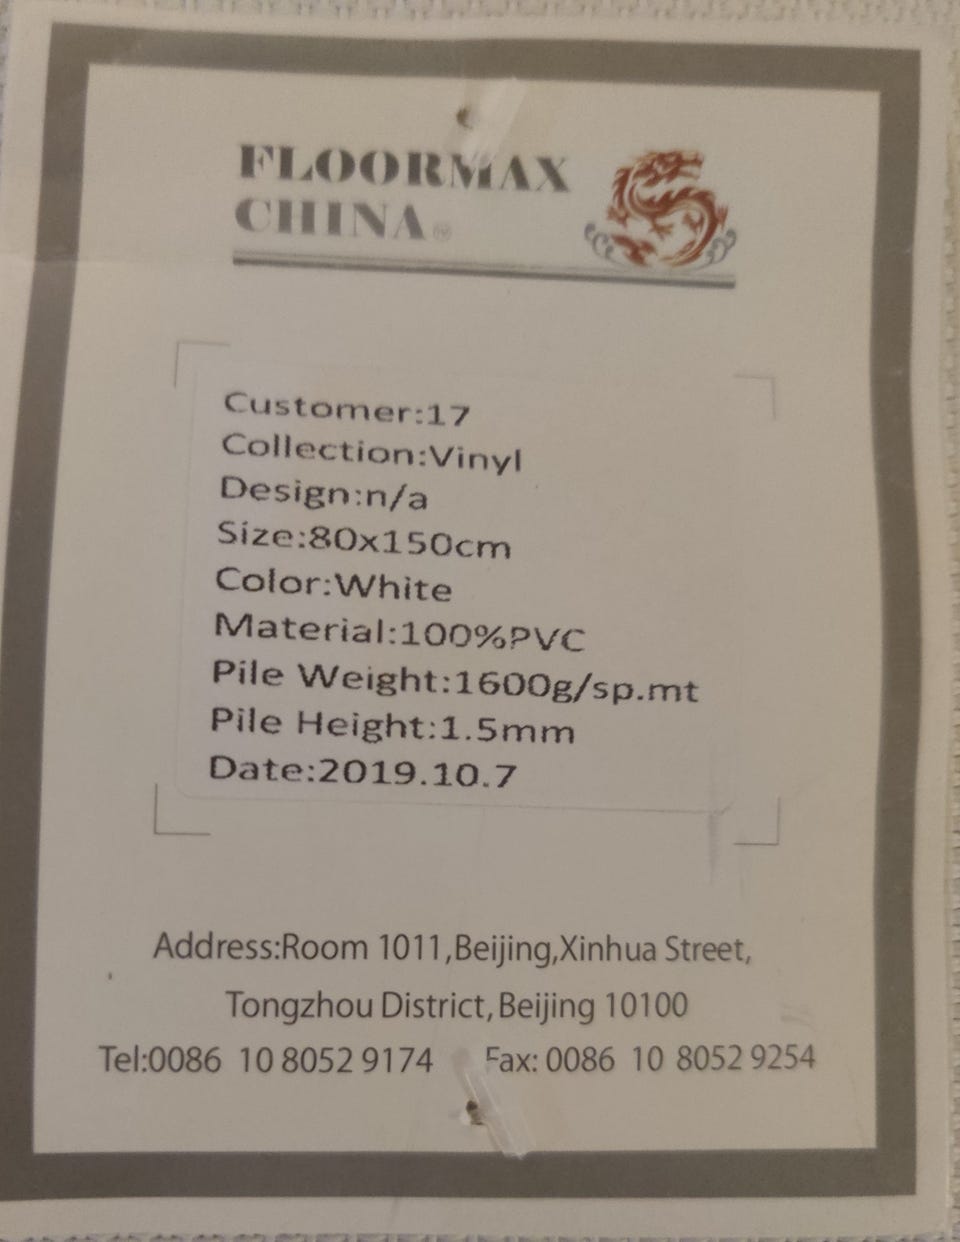 FLOORMAX
CHINA
Customer:17
Collection:Vinyl
Design:n/a
Size:80x150cm
Color:White
Material:100%PVC
Pile Weight:1600g/sp.mt
Pile Height:1.5mm
Date:2019.10.7
Address:Room 1011,Beijing,Xinhua Street,
Tongzhou District,Beijing 10100
Tel:0086 10 8052 9174 Fax: 0086 10 8052 9254